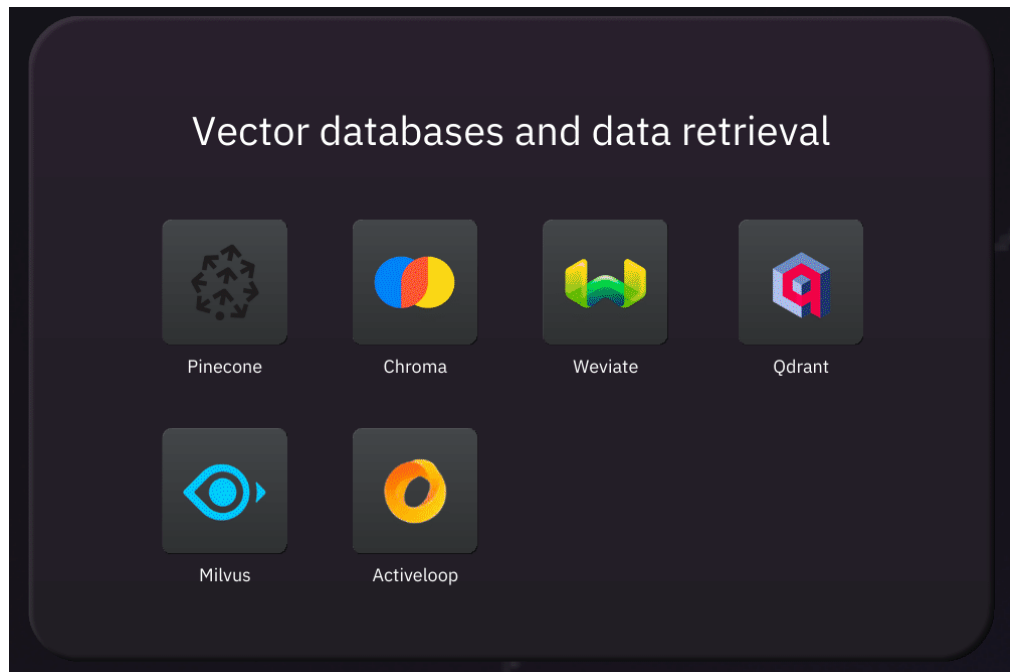 Vector databases and data retrieval
Pinecone
Chroma
Weviate
Qdrant
Milvus
Activeloop